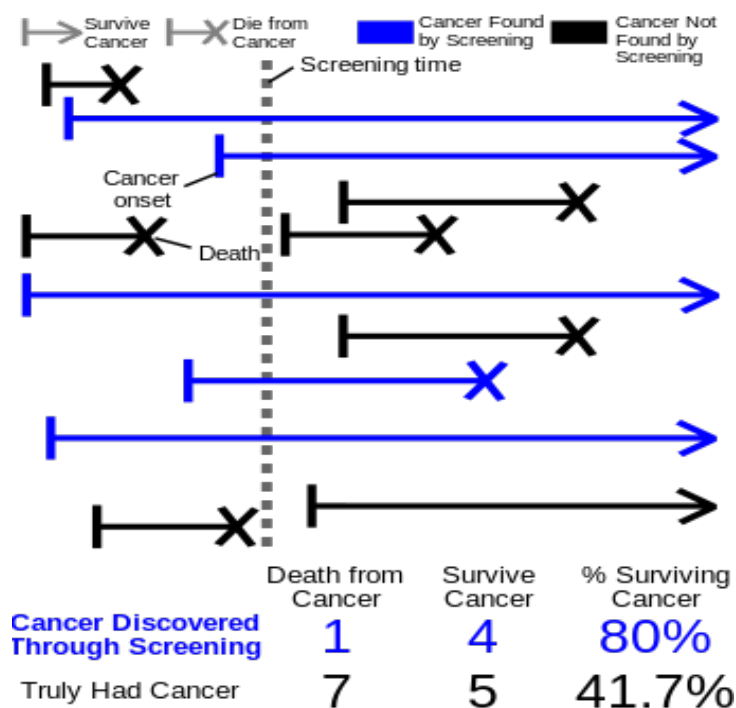 Survive
Cancer
Die from
Cancer
Cancer Found
by Screening
Cancer Not
Found by
Screening
Screening time
Cancer
onset
Death
Death from
Cancer
Survive
Cancer
% Surviving
Cancer
Cancer Discovered
Through Screening
1
4
80%
Truly Had Cancer
7
5
41.7%